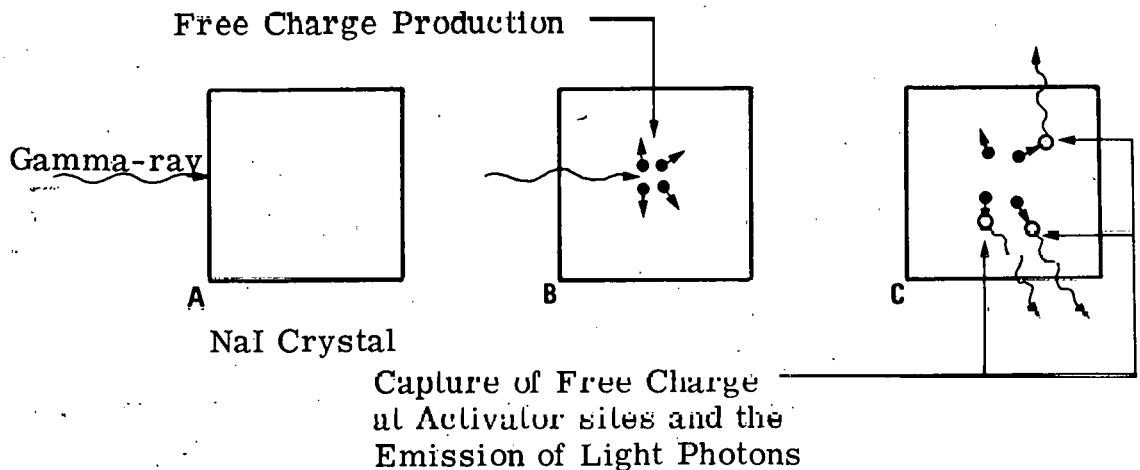 Free Charge Production
Gamma-ray
A
B
C
NaI Crystal
Capture of Free Charge
at Activator sites and the
Emission of Light Photons